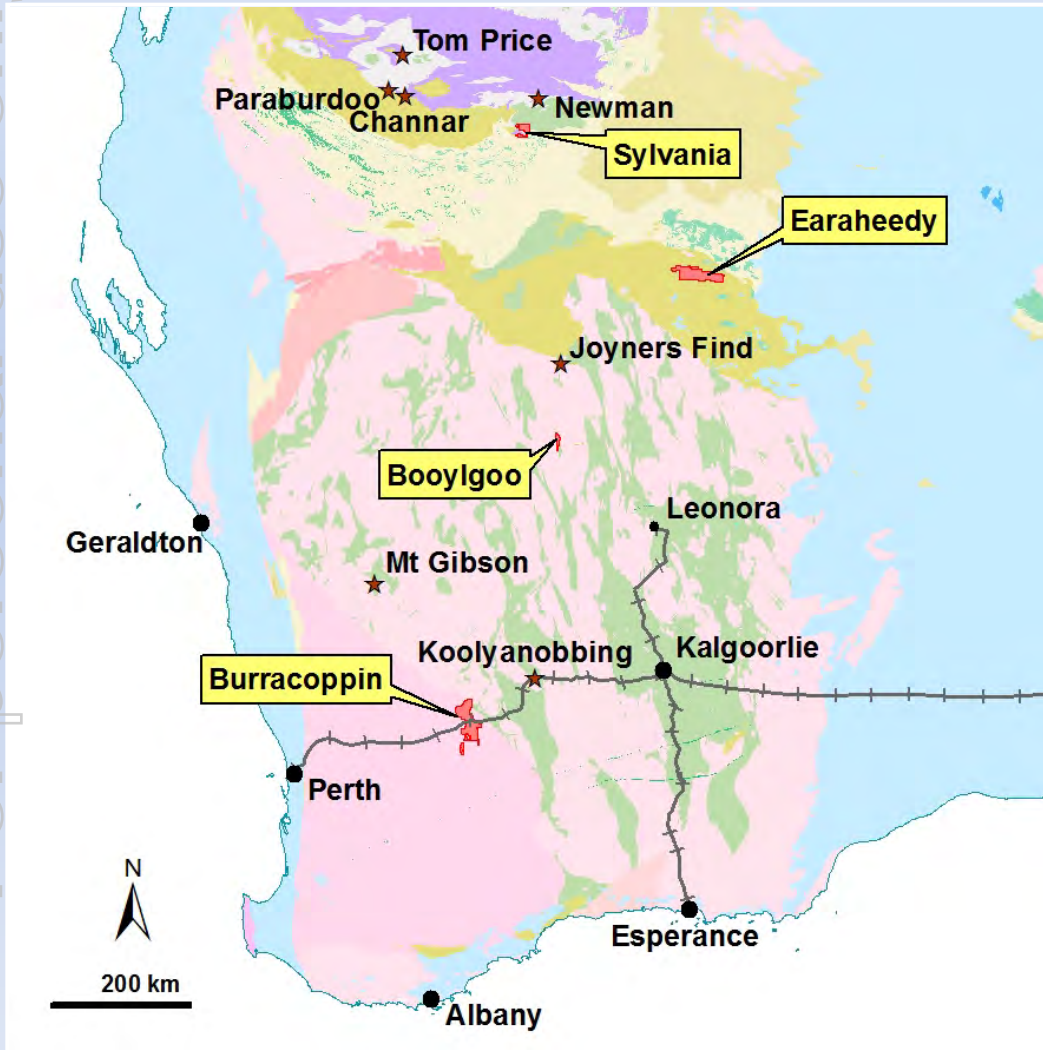 Tom Price
Paraburdoo
Channar
Newman
Sylvania
Earaheedy
Joyners Find
Booylgoo
Leonora
Geraldton
Mt Gibson
Koolyanobbing
Kalgoorlie
Burracoppin
Perth
N
Esperance
200 km
Albany